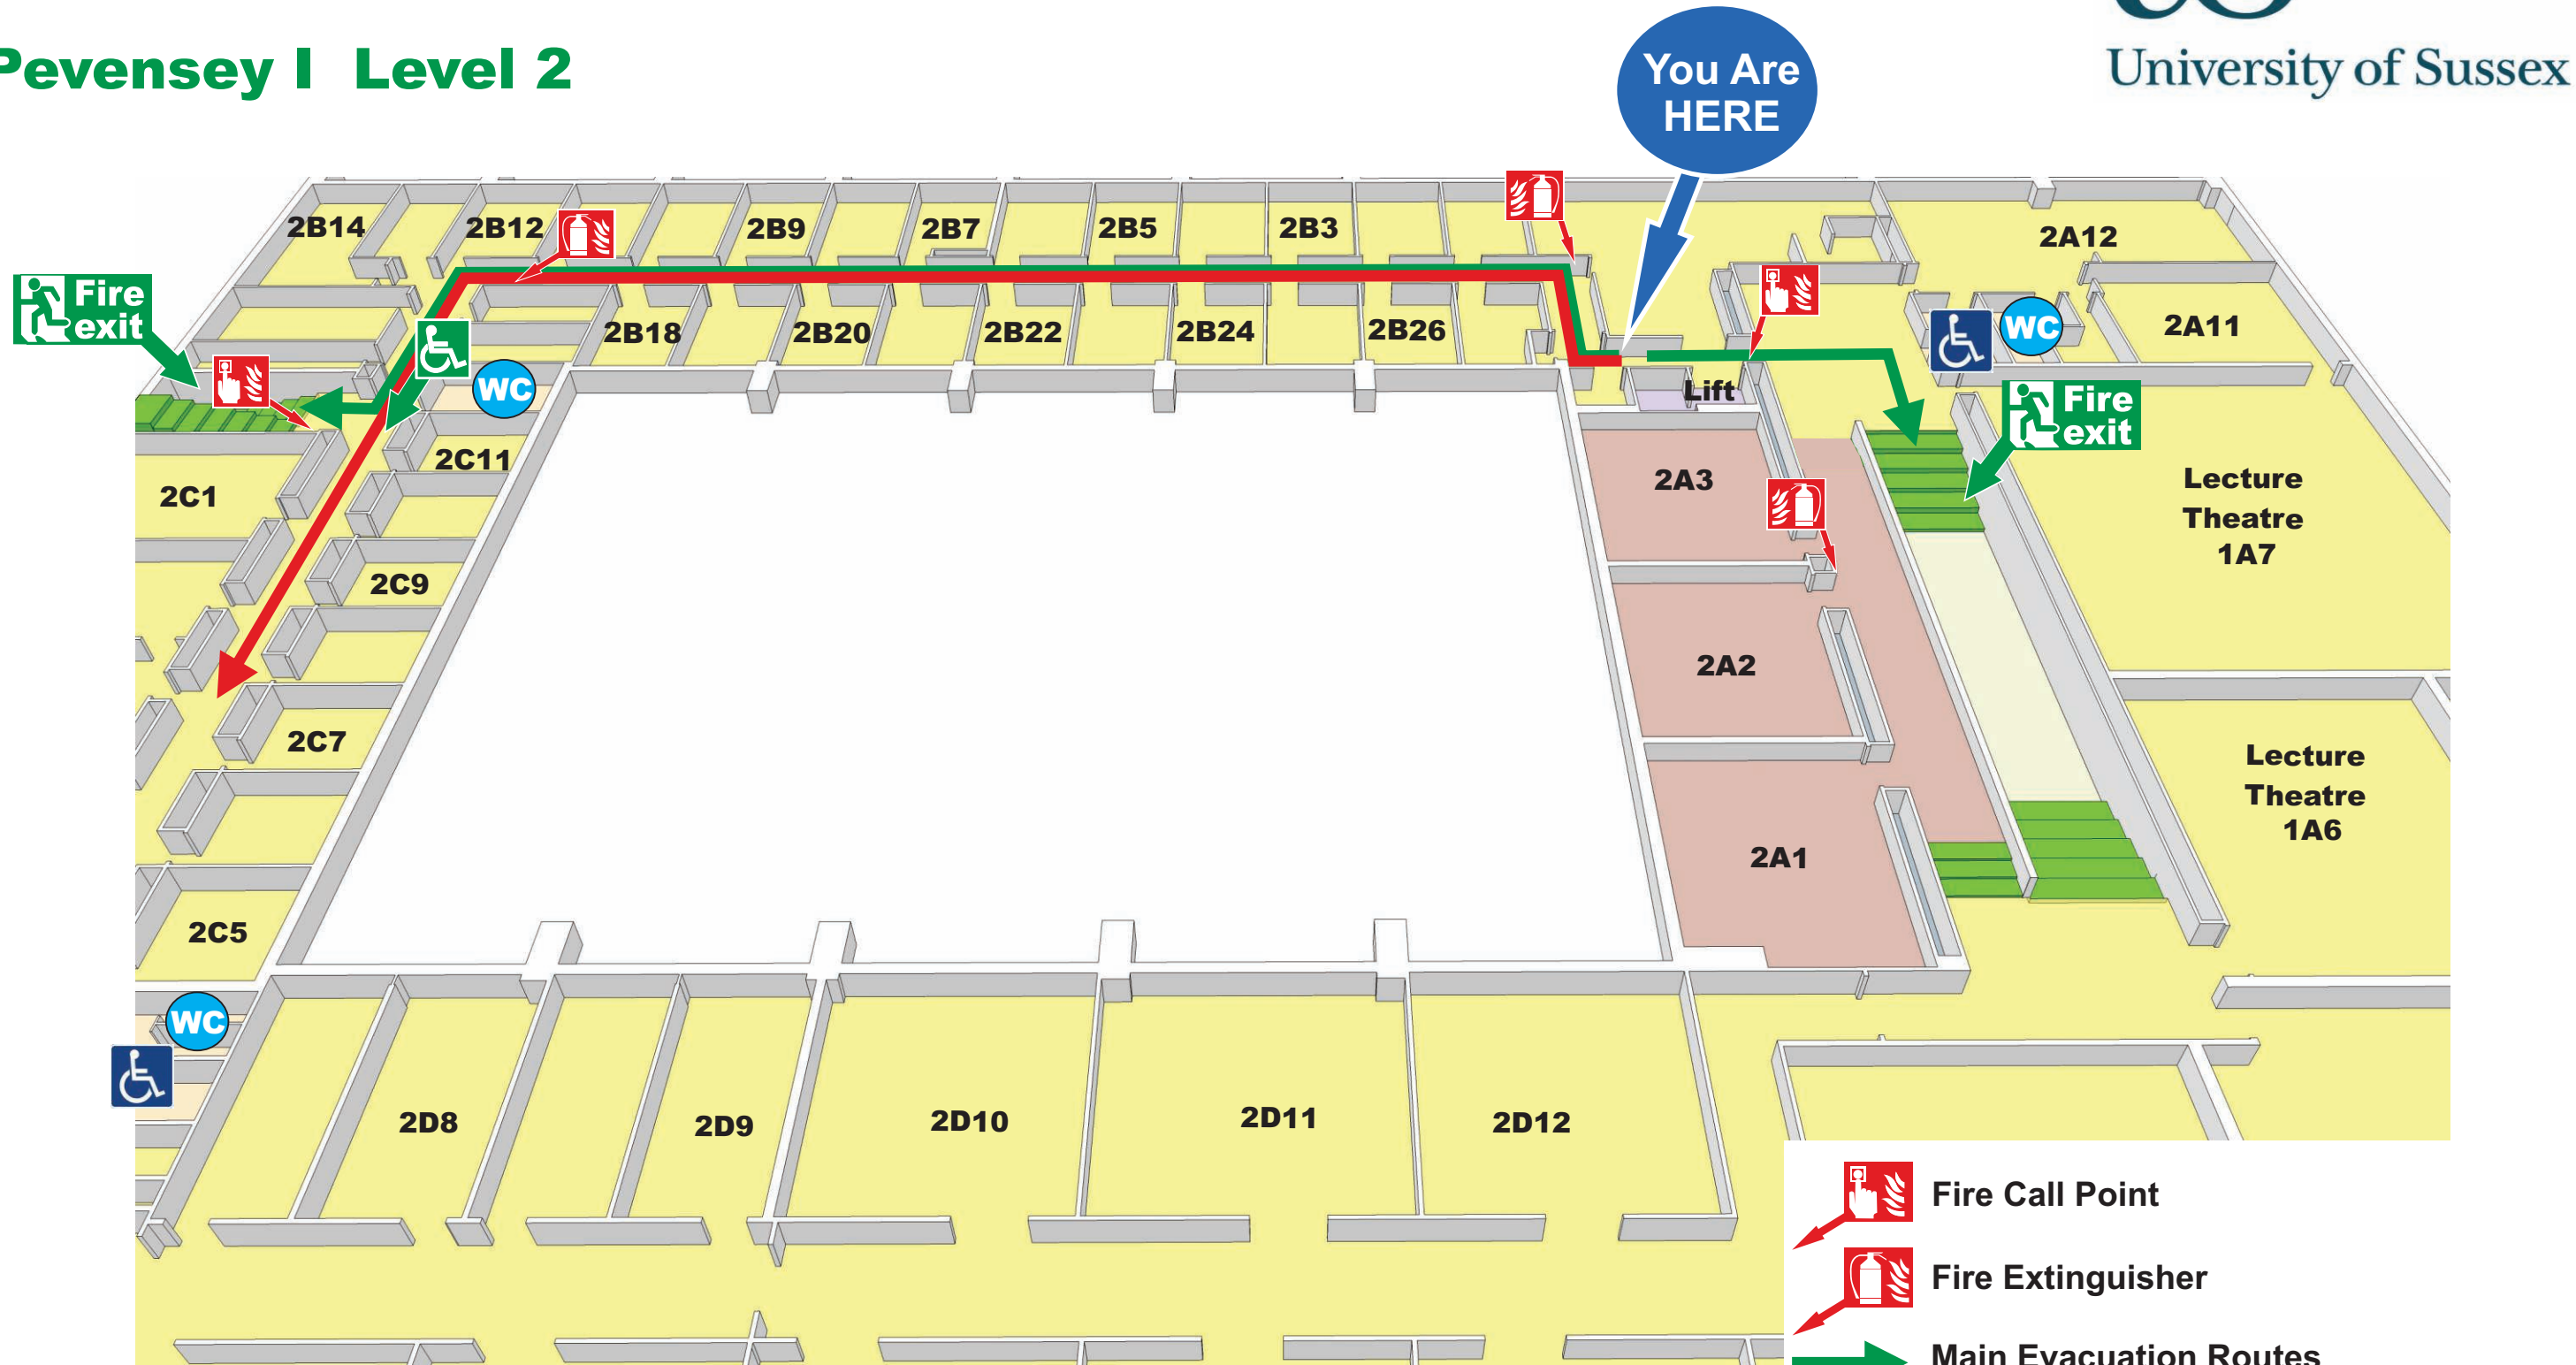 Pevensey I Level 2
You Are
HERE
University of Sussex
2B14
2B12
2B9
2B7
2B5
2B3
2A12
Fire
exit
2B18
2B20
2B22
2B24
2B26
WC
2A11
WC
Lift
Fire
exit
2C11
2C1
2A3
Lecture
Theatre
1A7
2C9
2A2
2C7
Lecture
Theatre
1A6
2A1
2C5
WC
2D8
2D9
2D10
2D11
2D12
Fire Call Point
Fire Extinguisher
Main Evacuation Routes